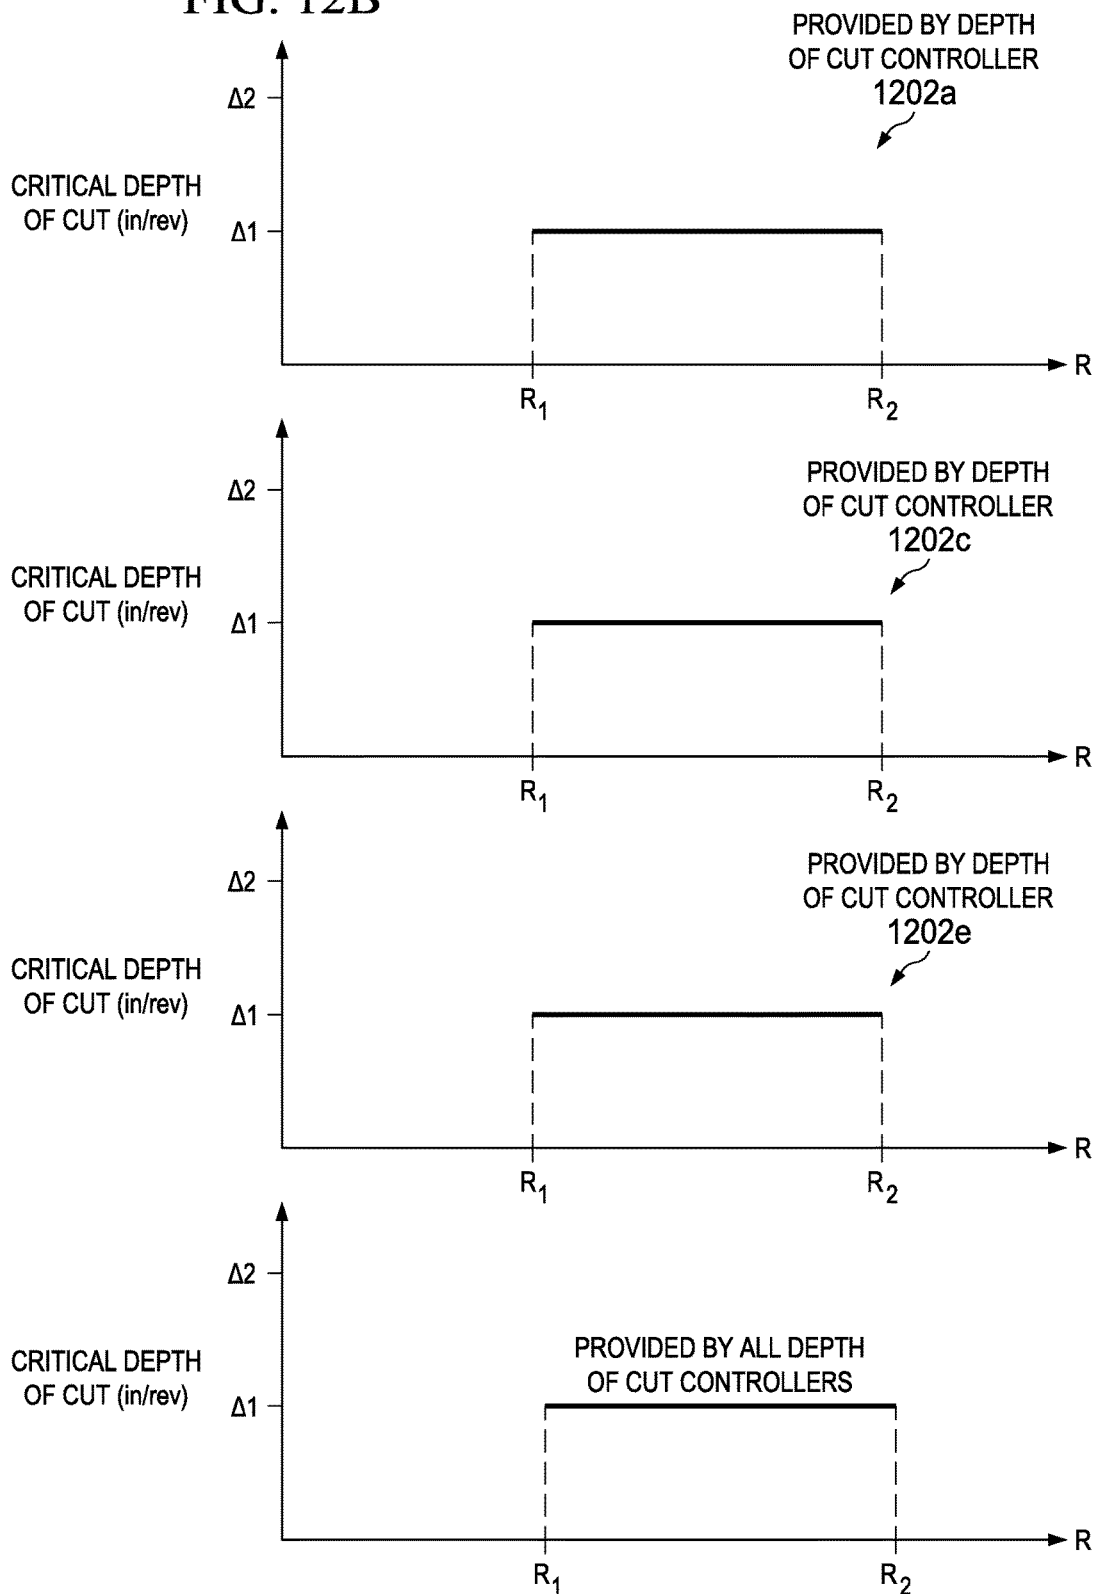 FIG. 12B
PROVIDED BY DEPTH
OF CUT CONTROLLER
1202a
Δ2
CRITICAL DEPTH
OF CUT (in/rev)
Δ1
R
R1
R2
PROVIDED BY DEPTH
OF CUT CONTROLLER
1202c
Δ2
CRITICAL DEPTH
OF CUT (in/rev)
Δ1
R
R1
R2
PROVIDED BY DEPTH
OF CUT CONTROLLER
1202e
Δ2
CRITICAL DEPTH
OF CUT (in/rev)
Δ1
R
R1
R2
Δ2
PROVIDED BY ALL DEPTH
OF CUT CONTROLLERS
CRITICAL DEPTH
OF CUT (in/rev)
Δ1
R
R1
R2